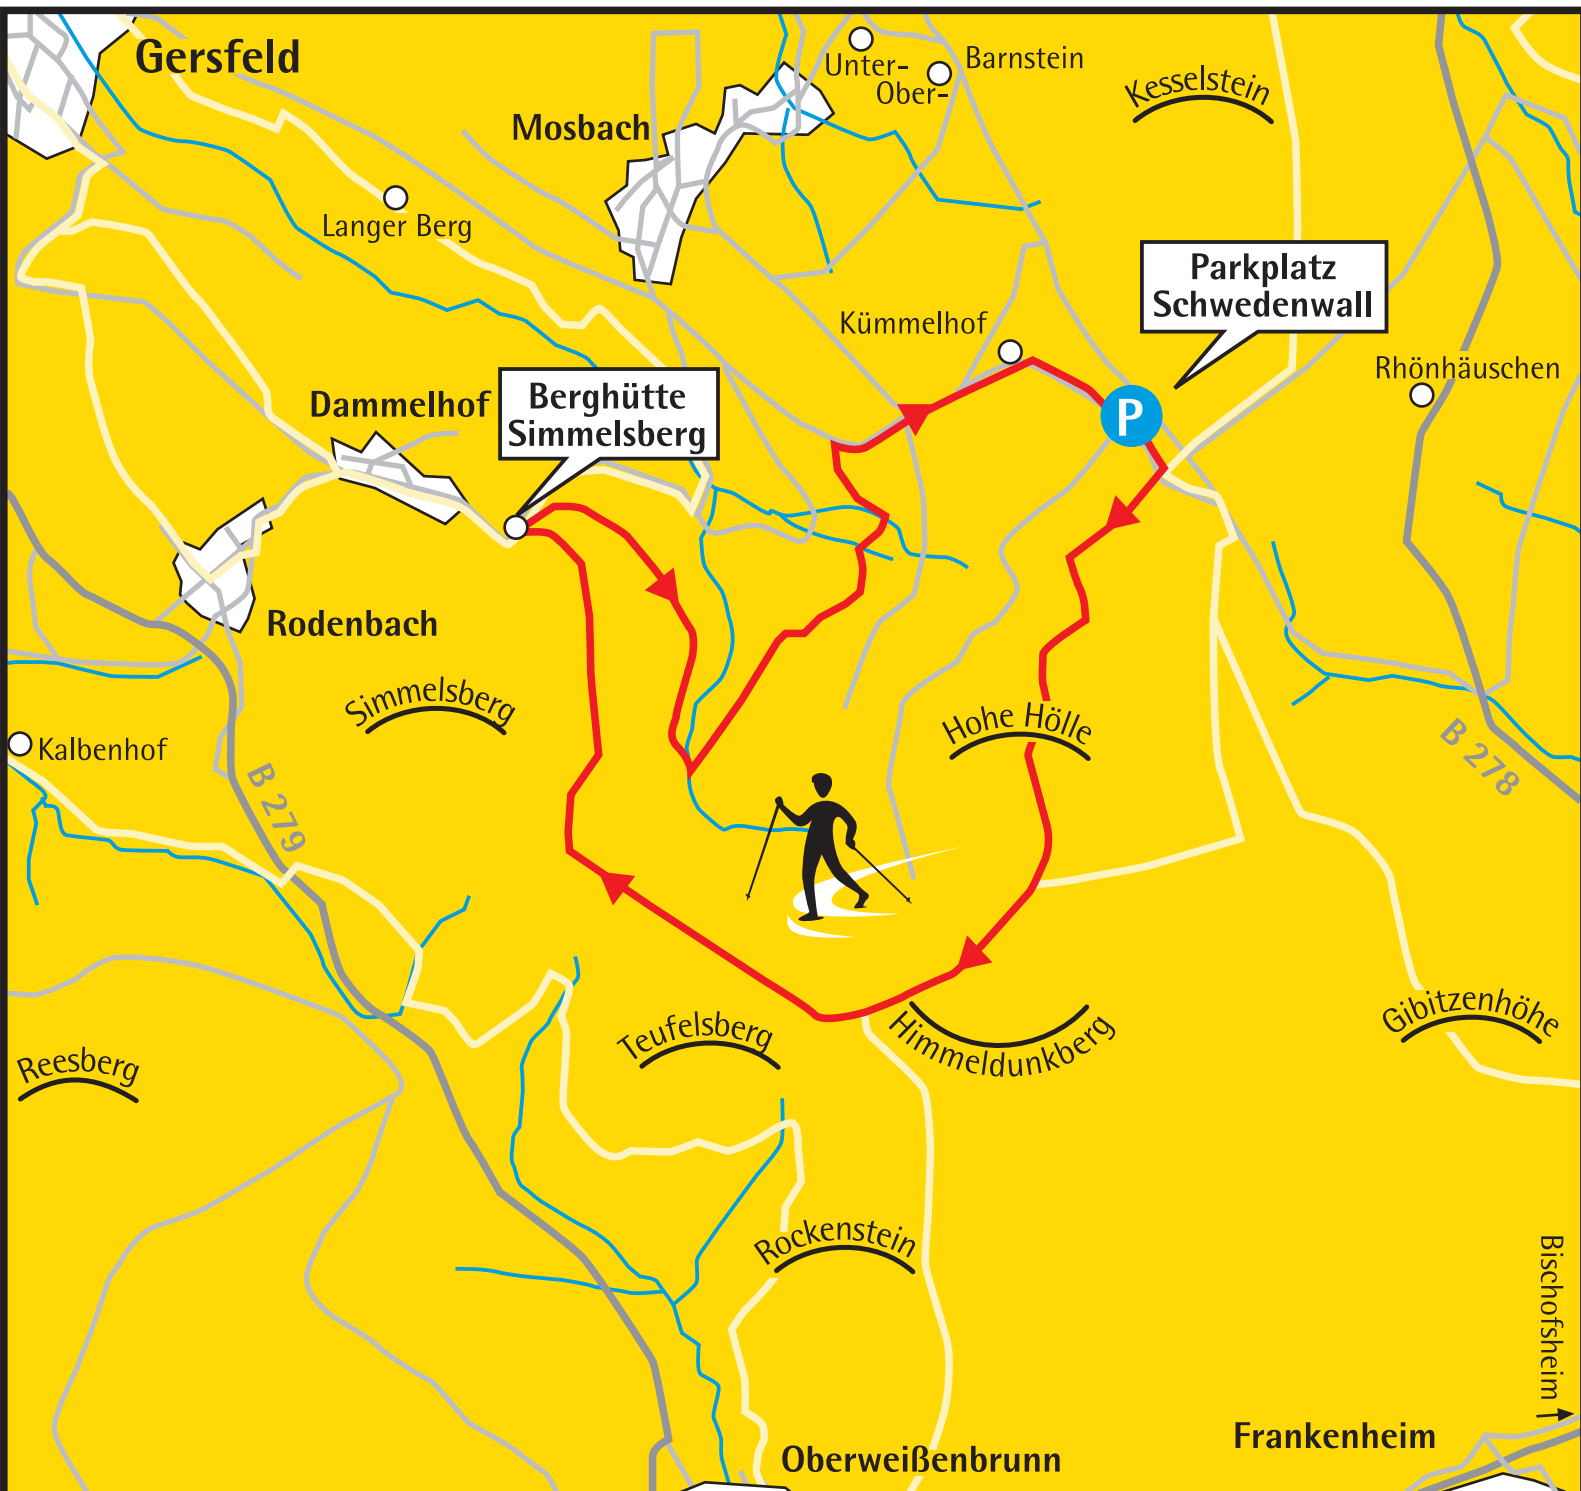 Gersfeld
Unter-
Ober-
Barnstein
Kesselstein
Mosbach
Langer Berg
Parkplatz
Schwedenwall
Kümmelhof
Rhönhäuschen
Dammelhof
Berghütte
Simmelsberg
P
Rodenbach
Simmelsberg
Hohe Hölle
Kalbenhof
B 279
B 278
Teufelsberg
Himmeldunkberg
Gibitzenhöhe
Reesberg
Rockenstein
Bischofsheim
Frankenheim
Oberweißenbrunn